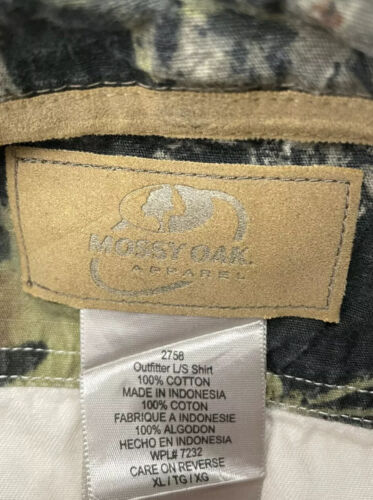 MOSSY OAK.
APPAREL
2758
Outfitter L/S Shirt
100% COTTON
MADE IN INDONESIA
100% COTON
FABRIQUE A INDONESIE
100% ALGODON
HECHO EN INDONESIA
WPL# 7232
CARE ON REVERSE
XL / TG / XG